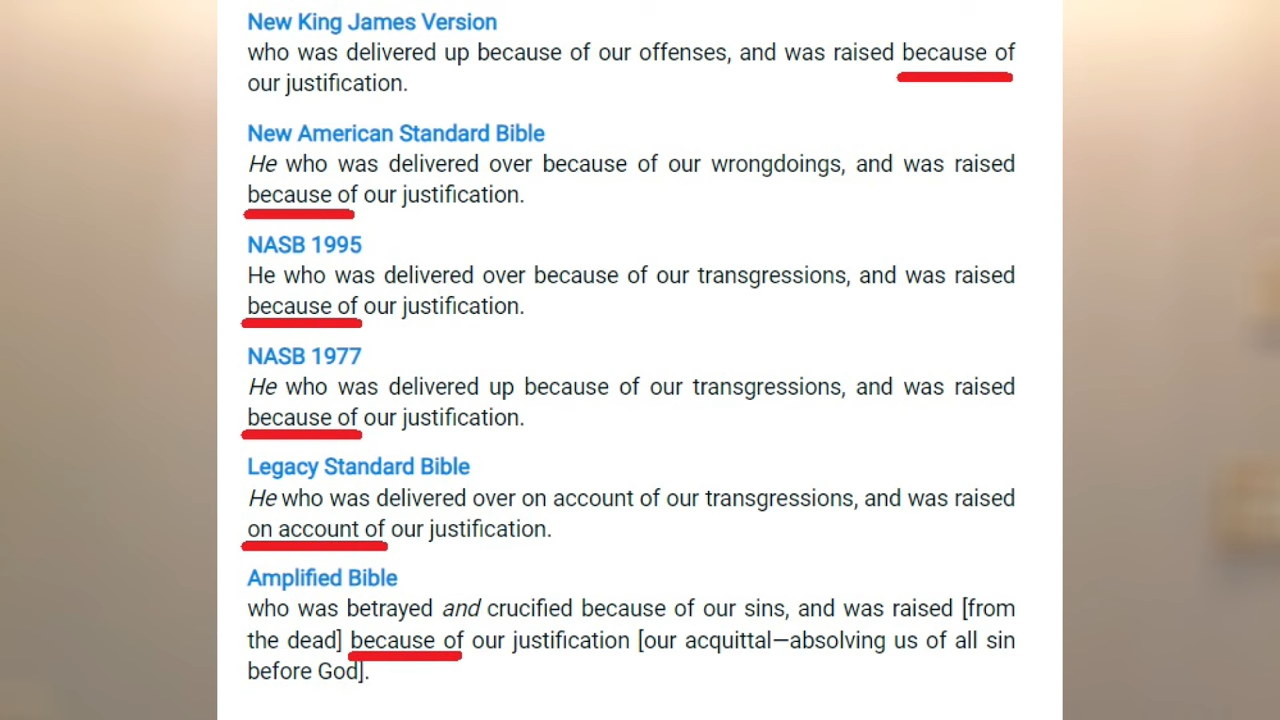 New King James Version
who was delivered up because of our offenses, and was raised because of
our justification.
New American Standard Bible
He who was delivered over because of our wrongdoings, and was raised
because of our justification.
NASB 1995
He who was delivered over because of our transgressions, and was raised
because of our justification.
NASB 1977
He who was delivered up because of our transgressions, and was raised
because of our justification.
Legacy Standard Bible
He who was delivered over on account of our transgressions, and was raised
on account of our justification.
Amplified Bible
who was betrayed and crucified because of our sins, and was raised [from
the dead] because of our justification [our acquittal—absolving us of all sin
before God].